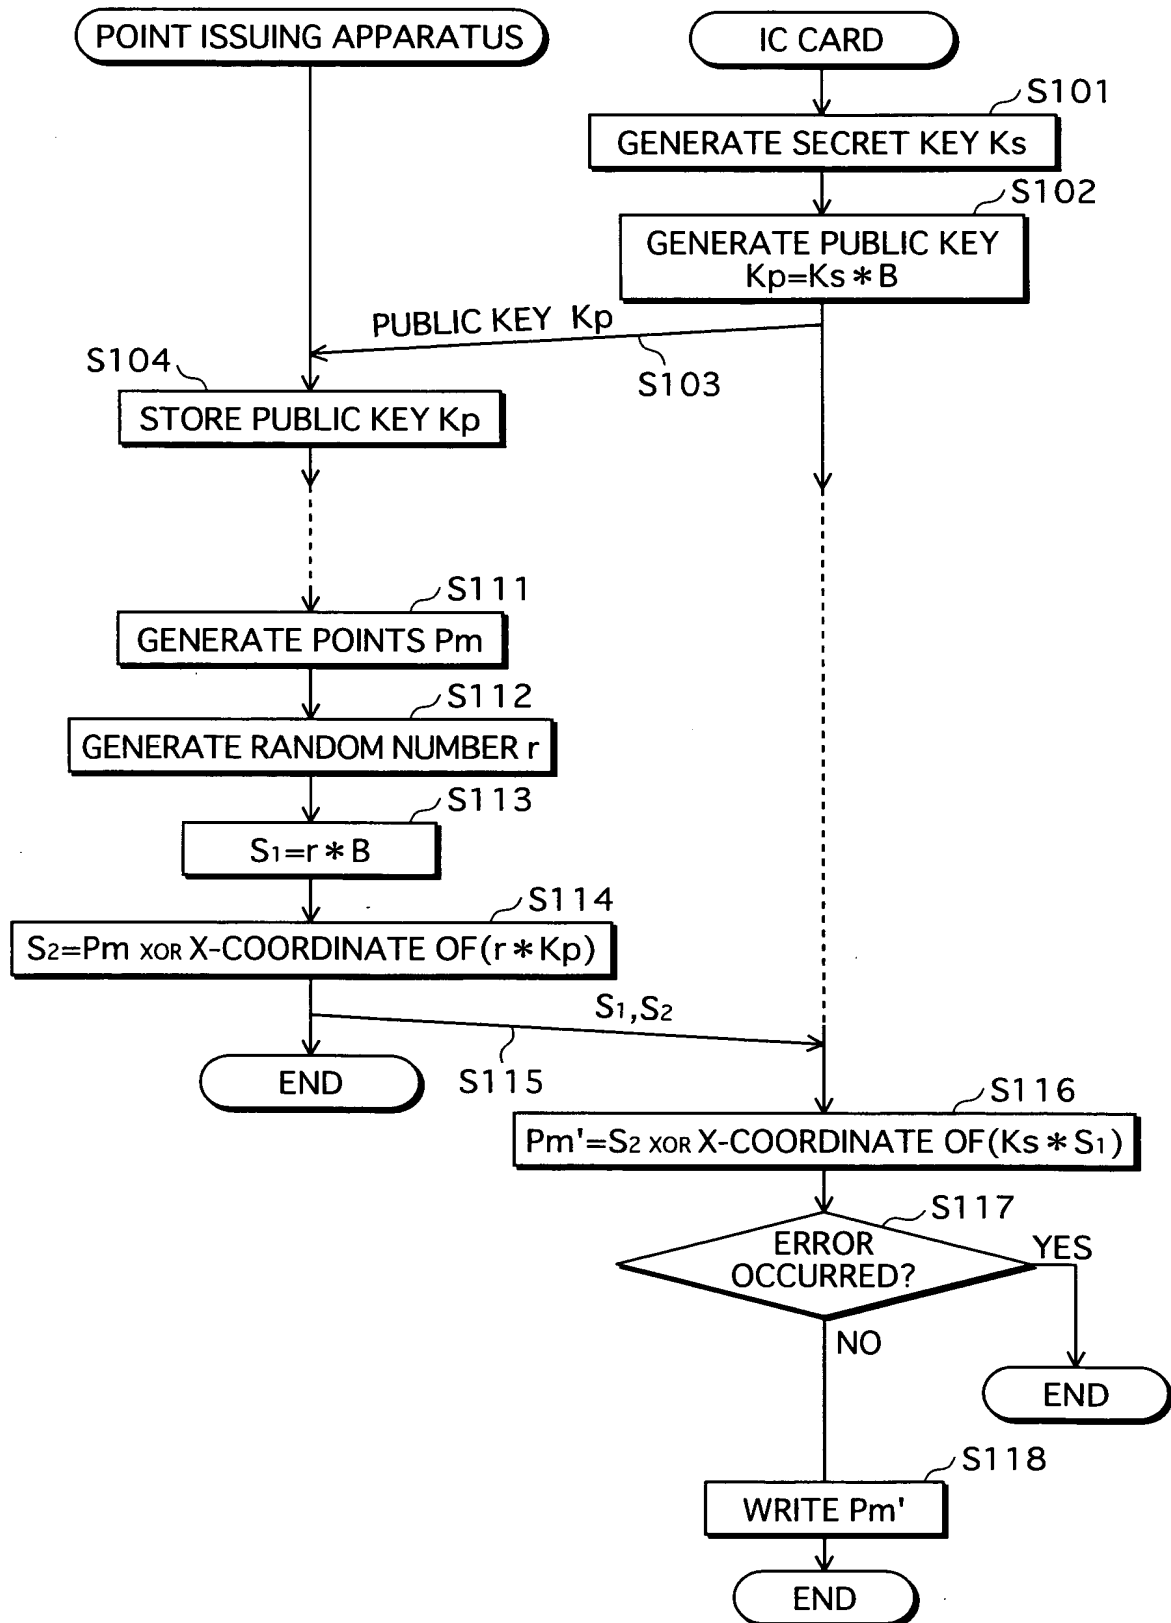 POINT ISSUING APPARATUS
IC CARD
S101
GENERATE SECRET KEY Ks
S102
GENERATE PUBLIC KEY
Kp=Ks*B
PUBLIC KEY Kp
S103
S104
STORE PUBLIC KEY Kp
S111
GENERATE POINTS Pm
S112
GENERATE RANDOM NUMBER r
S113
S1=r*B
S114
S2=Pm XOR X-COORDINATE OF(r*Kp)
S1,S2
S115
END
S116
Pm'=S2 XOR X-COORDINATE OF(Ks*S1)
S117
ERROR
OCCURRED?
YES
NO
END
S118
WRITE Pm'
END